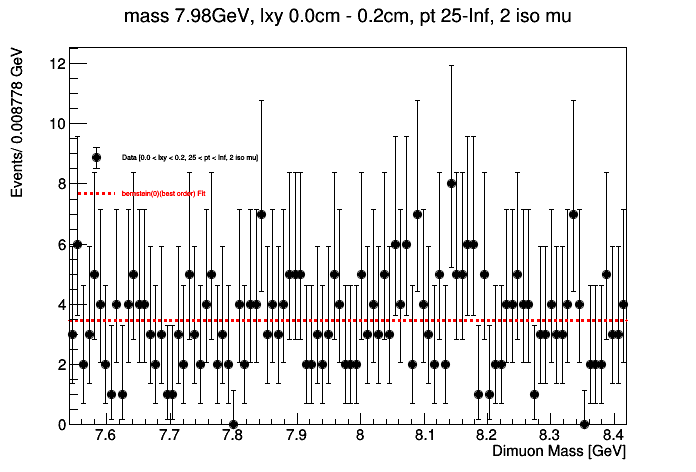 mass 7.98GeV, lxy 0.0cm - 0.2cm, pt 25-Inf, 2 iso mu
Events/ 0.008778 GeV
12
10
8
6
4
2
0
Data [0.0 < lxy < 0.2, 25 < pt < Inf, 2 iso mu]
bernstein(0)(best order) Fit
7.6 7.7 7.8 7.9 8 8.1 8.2 8.3 8.4
Dimuon Mass [GeV]